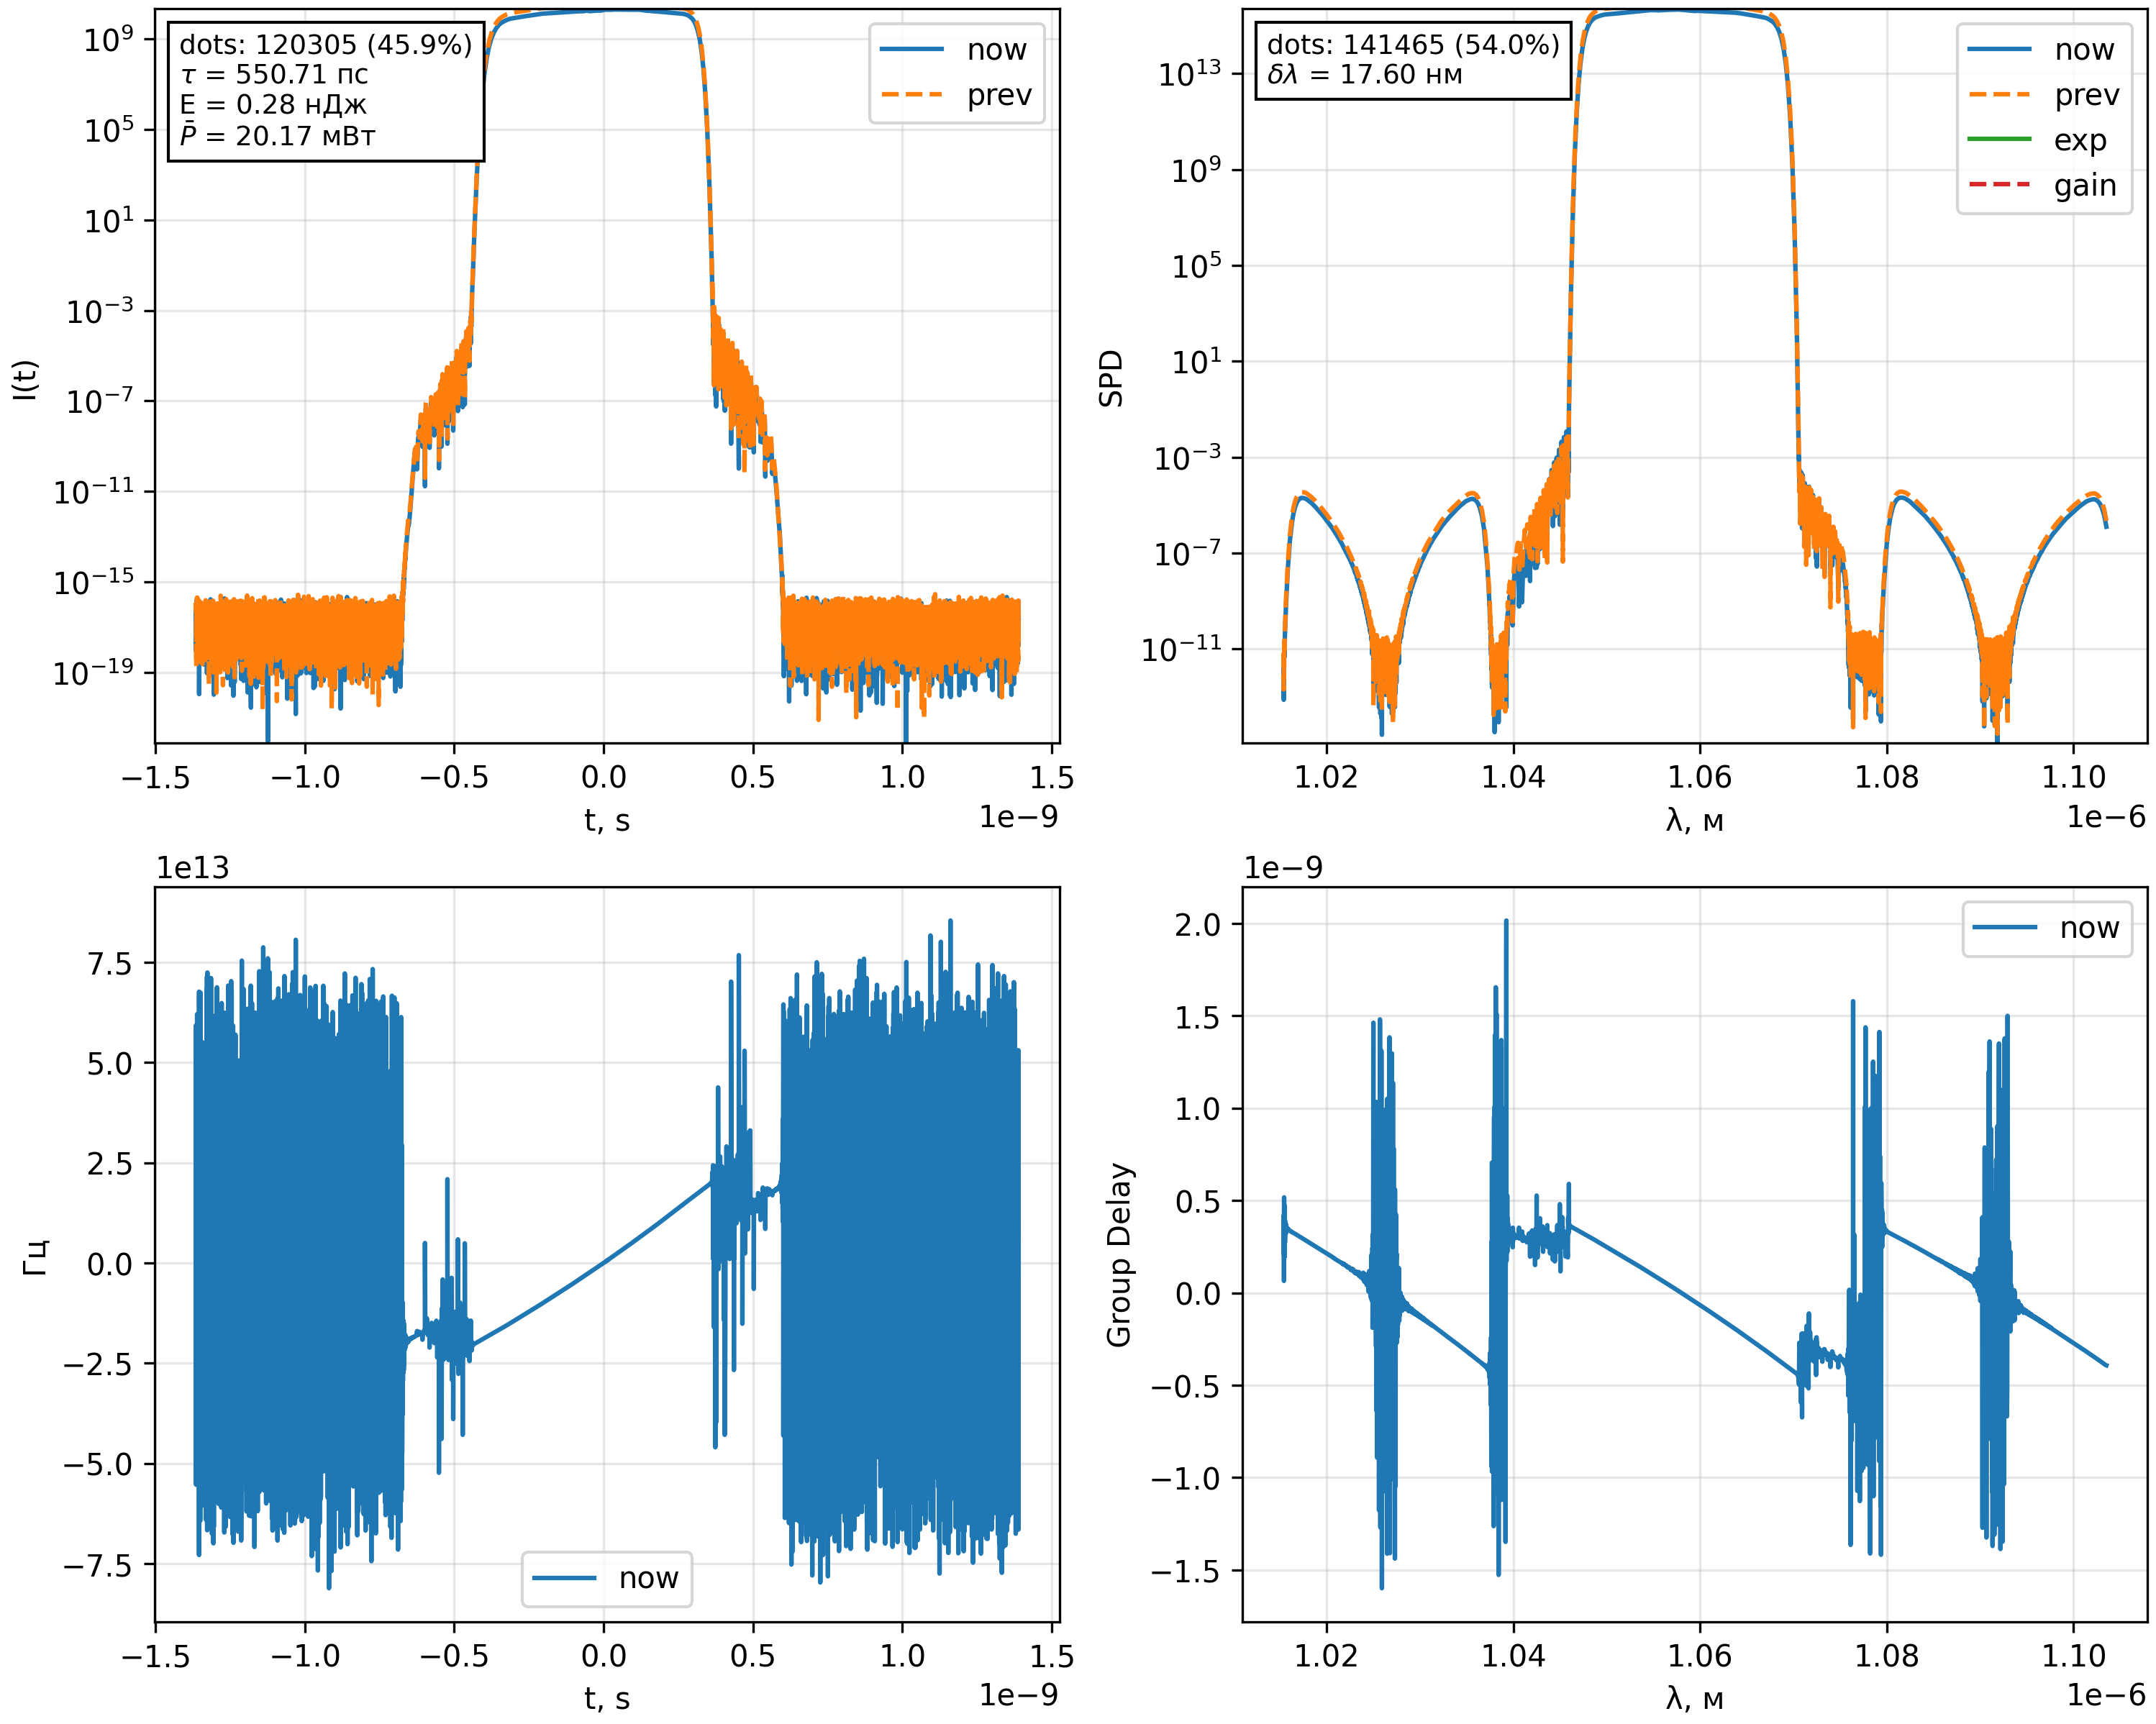 dots: 120305 (45.9%)
τ = 550.71 пс
E = 0.28 нДж
P̄ = 20.17 мВт
now
prev
10⁹
10⁵
10¹
10⁻³
10⁻⁷
10⁻¹¹
10⁻¹⁵
10⁻¹⁹
I(t)
−1.5 −1.0 −0.5 0.0 0.5 1.0 1.5
t, s
1e−9
dots: 141465 (54.0%)
δλ = 17.60 нм
now
prev
exp
gain
10¹³
10⁹
10⁵
10¹
10⁻³
10⁻⁷
10⁻¹¹
SPD
1.02 1.04 1.06 1.08 1.10
λ, м
1e−6
1e13
7.5
5.0
2.5
0.0
−2.5
−5.0
−7.5
Гц
now
−1.5 −1.0 −0.5 0.0 0.5 1.0 1.5
t, s
1e−9
1e−9
now
2.0
1.5
1.0
0.5
0.0
−0.5
−1.0
−1.5
Group Delay
1.02 1.04 1.06 1.08 1.10
λ, м
1e−6